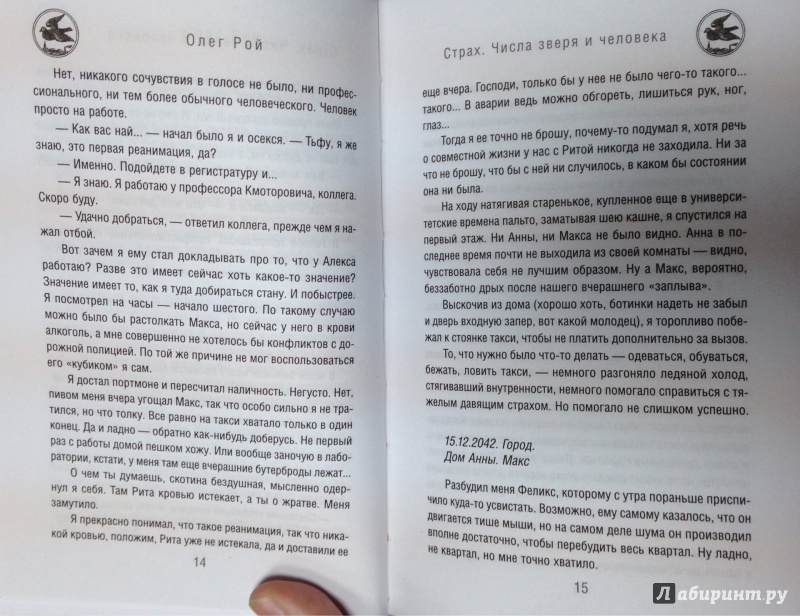 Олег Рой
Нет, никакого сочувствия в голосе не было, ни профес-
сионального, ни тем более обычного человеческого. Человек
просто на работе.
— Как вас най... — начал было я и осекся. — Тьфу, я же
знаю, это первая реанимация, да?
— Именно. Подойдете в регистратуру и...
— Я знаю. Я работаю у профессора Кмоторовича, коллега.
Скоро буду.
— Удачно добраться, — ответил коллега, прежде чем я на-
жал отбой.
Вот зачем я ему стал докладывать про то, что у Алекса
работаю? Разве это имеет сейчас хоть какое-то значение?
Значение имеет то, как я туда добираться стану. И побыстрее.
Я посмотрел на часы — начало шестого. По такому случаю
можно было бы растолкать Макса, но сейчас у него в крови
алкоголь, а мне совершенно не хотелось бы конфликтов с до-
рожной полицией. По той же причине не мог воспользоваться
его «кубиком» я сам.
Я достал портмоне и пересчитал наличность. Негусто. Нет,
пивом меня вчера угощал Макс, так что особо сильно я не тра-
тился, но что толку. Все равно на такси хватало только в один
конец. Да и ладно — обратно как-нибудь доберусь. Не первый
раз с работы домой пешком хожу. Или вообще заночую в лабо-
ратории, кстати, у меня там еще вчерашние бутерброды лежат...
О чем ты думаешь, скотина бездушная, мысленно одер-
нул я себя. Там Рита кровью истекает, а ты о жратве. Меня
замутило.
Я прекрасно понимал, что такое реанимация, так что ника-
кой кровью, положим, Рита уже не истекала, да и доставили ее
14
Страх. Числа зверя и человека
еще вчера. Господи, только бы у нее не было чего-то такого...
такого... В аварии ведь можно обгореть, лишиться рук, ног,
глаз...
Тогда я ее точно не брошу, почему-то подумал я, хотя речь
о совместной жизни у нас с Ритой никогда не заходила. Ни за
что не брошу, что бы с ней ни случилось, в каком бы состоянии
она ни была.
На ходу натягивая старенькое, купленное еще в универси-
тетские времена пальто, заматывая шею кашне, я спустился на
первый этаж. Ни Анны, ни Макса не было видно. Анна в по-
следнее время почти не выходила из своей комнаты — видно,
чувствовала себя не лучшим образом. Ну а Макс, вероятно,
беззаботно дрых после нашего вчерашнего «заплыва».
Выскочив из дома (хорошо хоть, ботинки надеть не забыл
и дверь входную запер, вот какой молодец), я торопливо побе-
жал к стоянке такси, чтобы не платить дополнительно за вызов.
То, что нужно было что-то делать — одеваться, обуваться,
бежать, ловить такси, — немного разгоняло ледяной холод,
стягивавший внутренности, немного помогало справиться с тя-
желым давящим страхом. Но помогало не слишком успешно.
15.12.2042. Город.
Дом Анны. Макс
Разбудил меня Феликс, которому с утра пораньше приспи-
чило куда-то усвистать. Возможно, ему самому казалось, что он
двигается тише мыши, но на самом деле шума он производил
вполне достаточно, чтобы перебудить весь квартал. Ну ладно,
не квартал, но мне точно хватило.
15
Лабиринт.ру